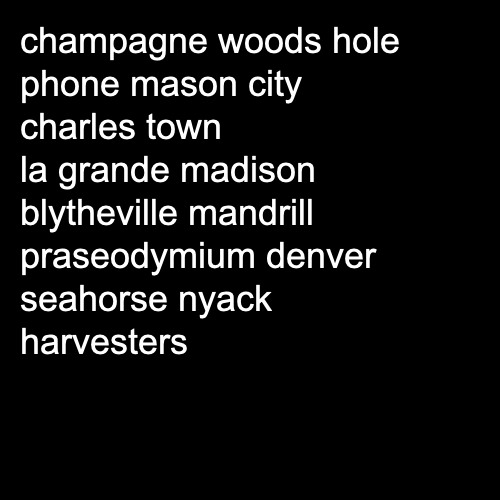 champagne woods hole
phone mason city
charles town
la grande madison
blytheville mandrill
praseodymium denver
seahorse nyack
harvesters